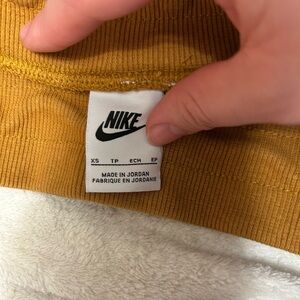 NIKE
XS TP ECH EP
MADE IN JORDAN
FABRIQUE EN JORDANIE